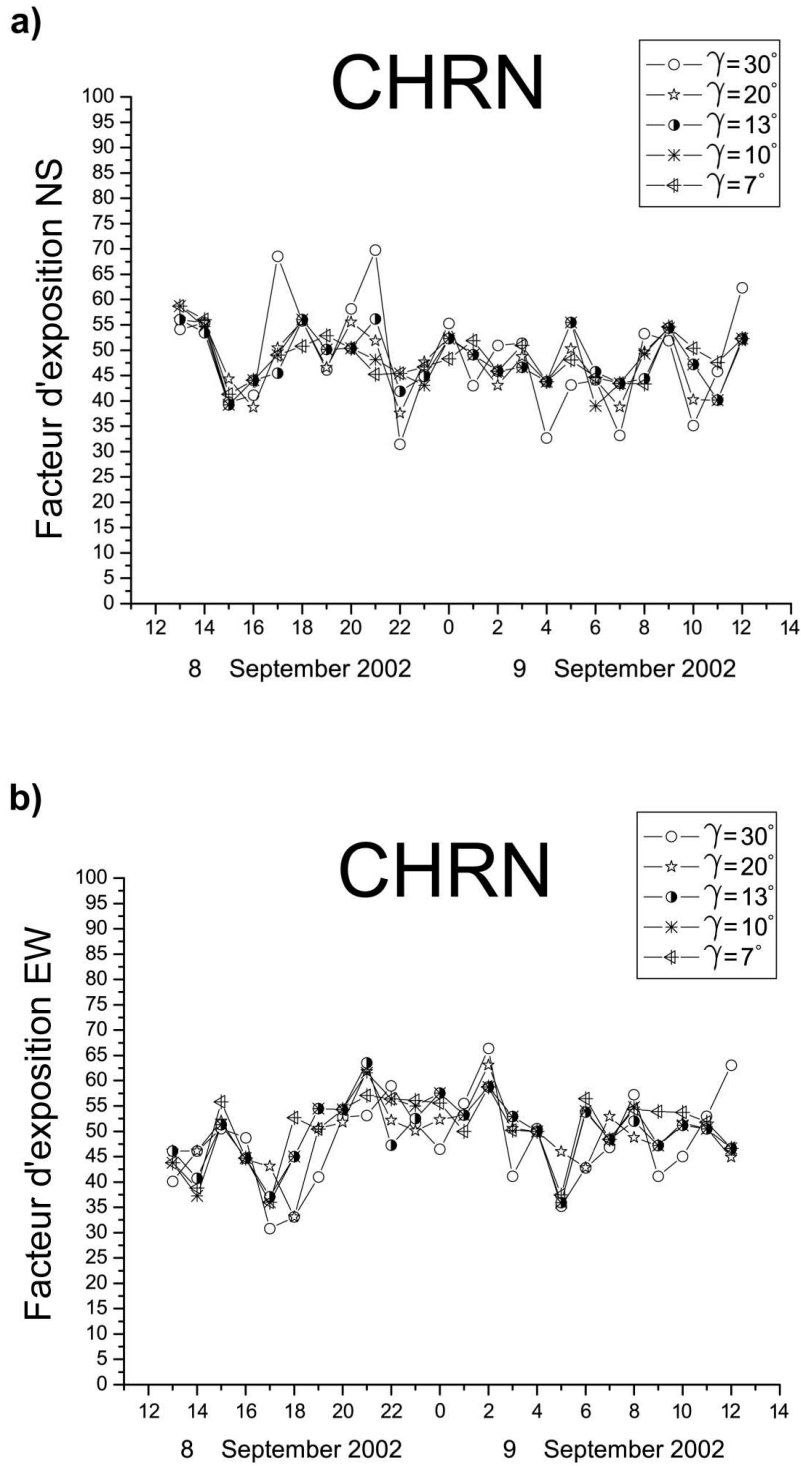 a)
CHRN
γ=30°
γ=20°
γ=13°
γ=10°
γ=7°
Facteur d'exposition NS
100
95
90
85
80
75
70
65
60
55
50
45
40
35
30
25
20
15
10
5
0
12 14 16 18 20 22 0 2 4 6 8 10 12 14
8 September 2002 9 September 2002
b)
CHRN
γ=30°
γ=20°
γ=13°
γ=10°
γ=7°
Facteur d'exposition EW
100
95
90
85
80
75
70
65
60
55
50
45
40
35
30
25
20
15
10
5
0
12 14 16 18 20 22 0 2 4 6 8 10 12 14
8 September 2002 9 September 2002